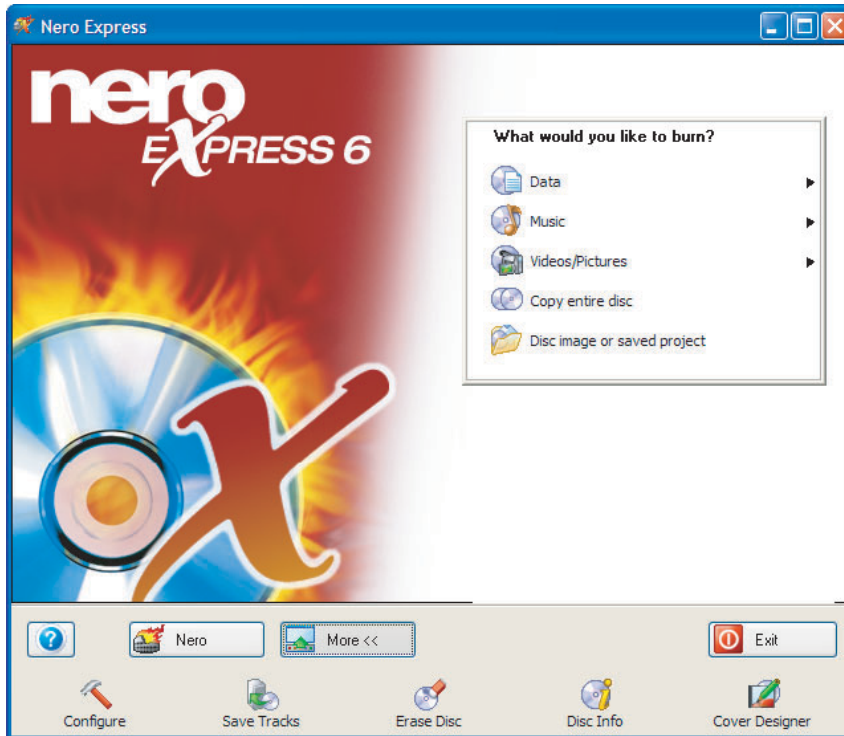 Nero Express
nero
EXPRESS 6
What would you like to burn?
Data
Music
Videos/Pictures
Copy entire disc
Disc image or saved project
Nero
More <<
Exit
Configure
Save Tracks
Erase Disc
Disc Info
Cover Designer